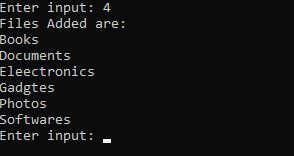 Enter input: 4
Files Added are:
Books
Documents
Eleectronics
Gadgtes
Photos
Softwares
Enter input: